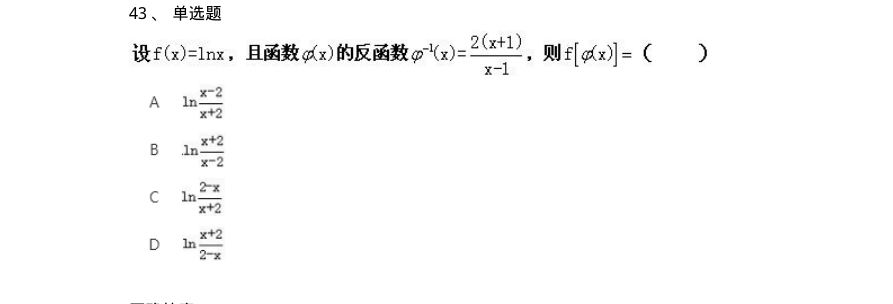 43 、 单选题
设f(x)=lnx，且函数φ(x)的反函数φ⁻¹(x)=2(x+1)/x-1，则f[φ(x)]=（ ）
A ln x-2/x+2
B .ln x+2/x-2
C ln 2-x/x+2
D ln x+2/2-x